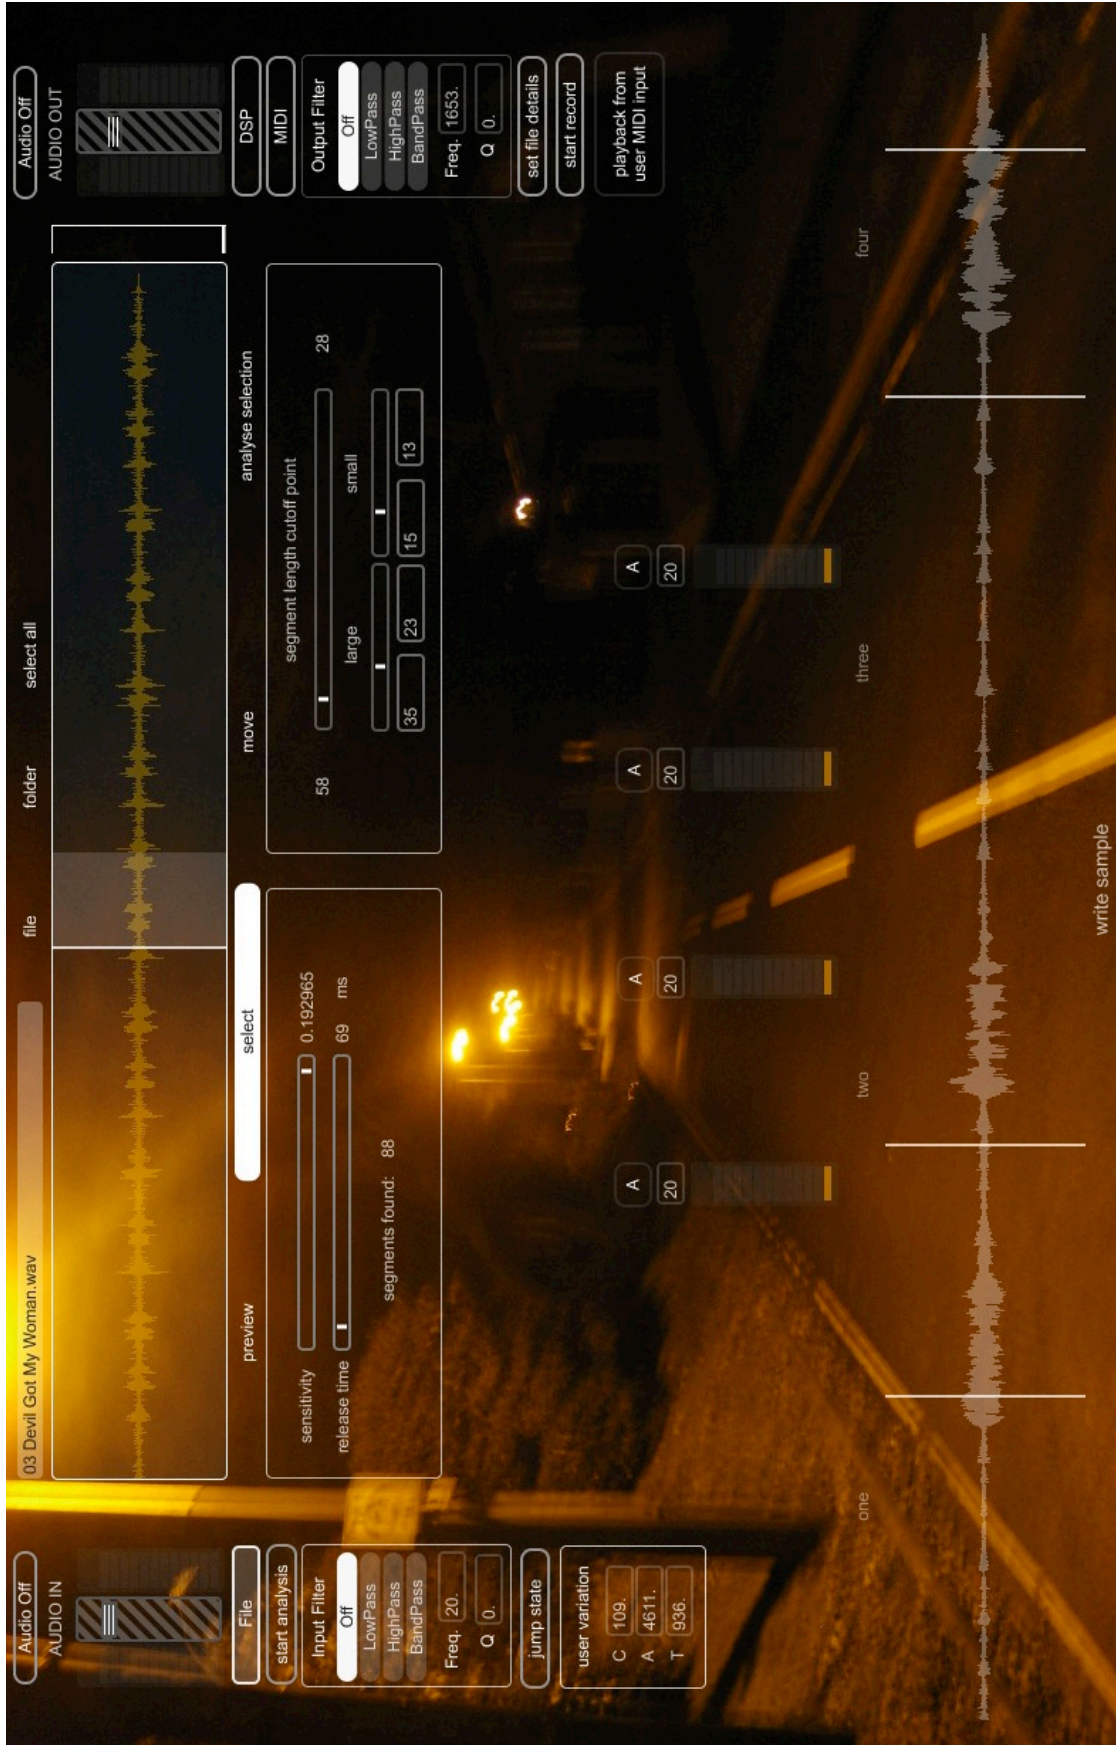 Audio Off
AUDIO IN
File
start analysis
Input Filter
Off
LowPass
HighPass
BandPass
Freq. 20.
Q 0.
jump state
user variation
C 109.
A 4611.
T 936.
03 Devil Got My Woman.wav
file
folder
select all
preview
select
move
analyse selection
sensitivity 0.192965
release time 69 ms
segments found: 88
segment length cutoff point
58 28
large small
35 23 15 13
Audio Off
AUDIO OUT
DSP
MIDI
Output Filter
Off
LowPass
HighPass
BandPass
Freq. 1653.
Q 0.
set file details
start record
playback from
user MIDI input
A A A A
20 20 20 20
one two three four
write sample